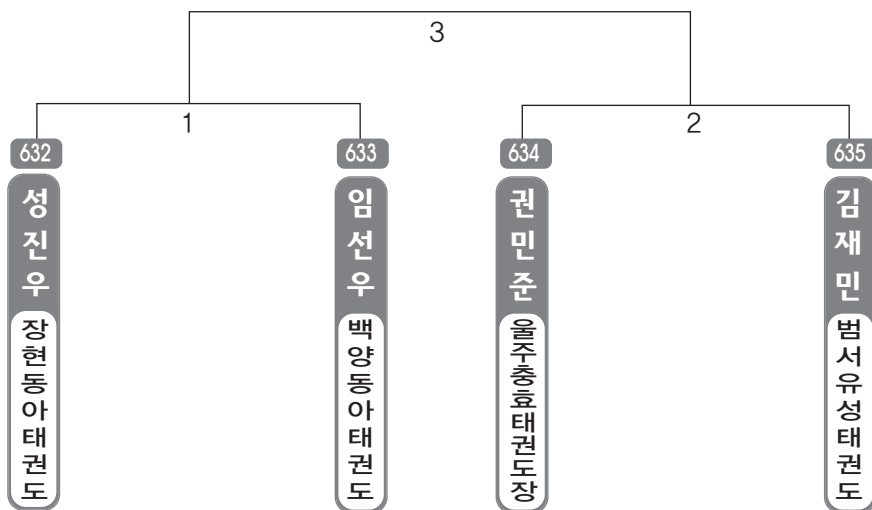 3
1
2
632
633
634
635
성진우
임선우
권민준
김재민
장현동아태권도
백양동아태권도
울주충효태권도장
범서유성태권도